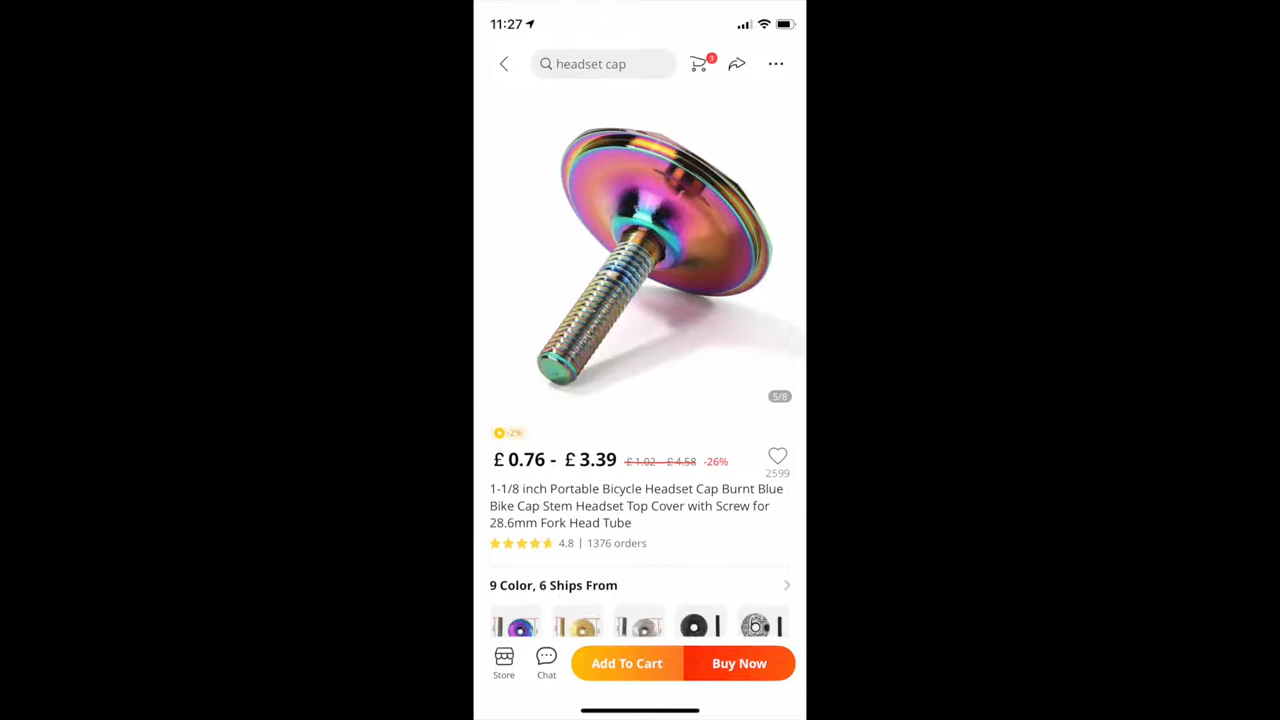 11:27
headset cap
3
5/8
-2%
£ 0.76 - £ 3.39 £ 1.02 - £ 4.58 -26%
2599
1-1/8 inch Portable Bicycle Headset Cap Burnt Blue
Bike Cap Stem Headset Top Cover with Screw for
28.6mm Fork Head Tube
4.8 | 1376 orders
9 Color, 6 Ships From
Store
Chat
Add To Cart
Buy Now